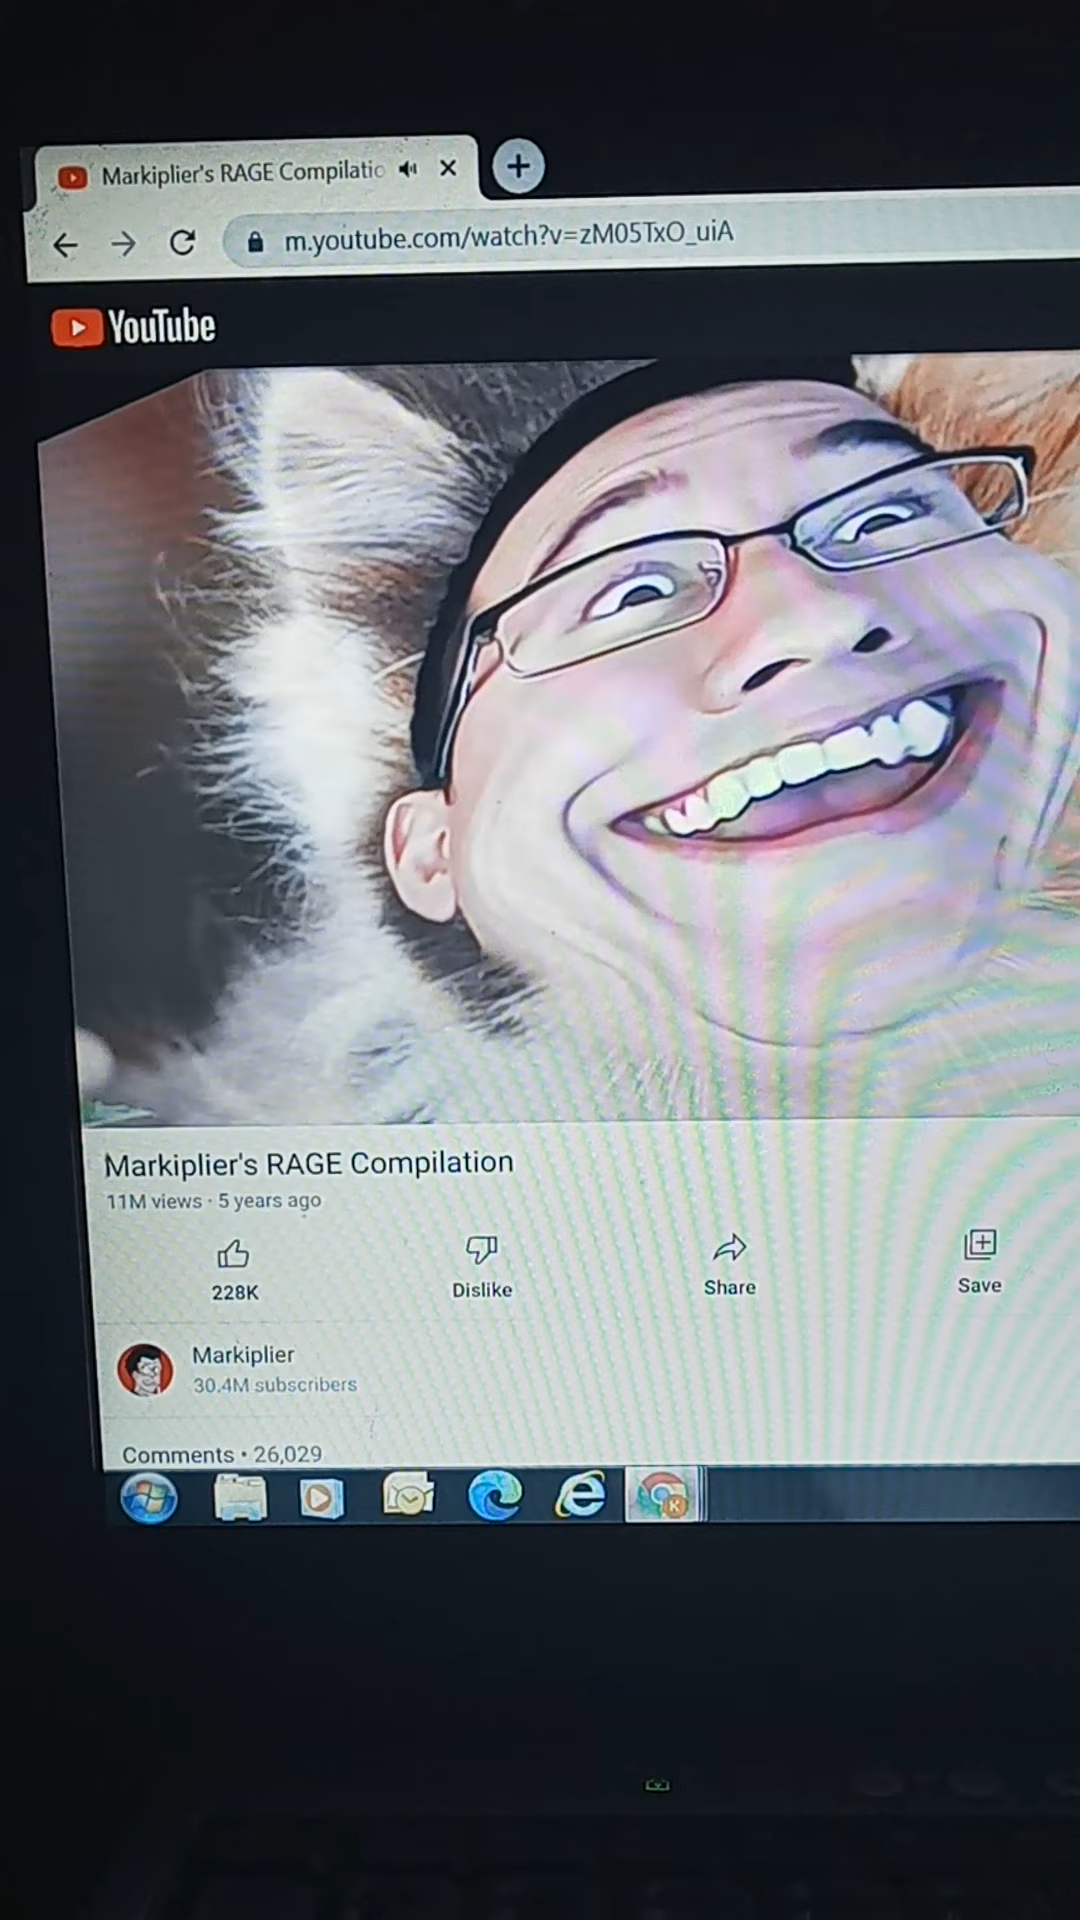 Markiplier's RAGE Compilatio
m.youtube.com/watch?v=zM05TxO_uiA
YouTube
Markiplier's RAGE Compilation
11M views · 5 years ago
228K
Dislike
Share
Save
Markiplier
30.4M subscribers
Comments • 26,029
K